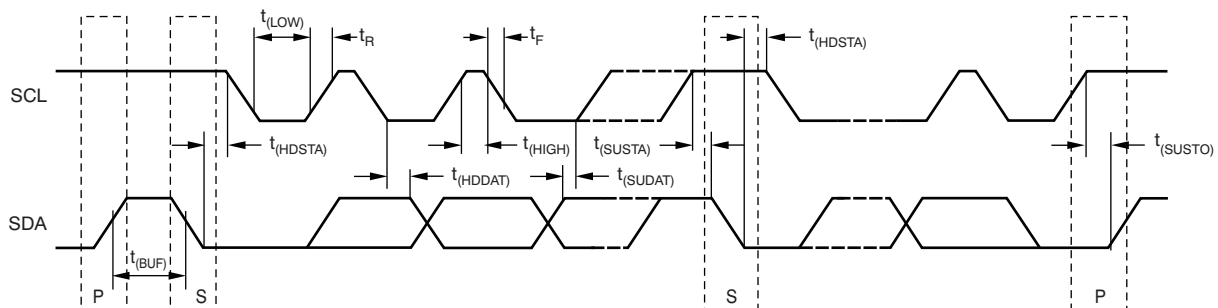 t(LOW)
tR
tF
t(HDSTA)
SCL
t(HDSTA)
t(HIGH)
t(SUSTA)
t(SUSTO)
t(HDDAT)
t(SUDAT)
SDA
t(BUF)
P
S
S
P